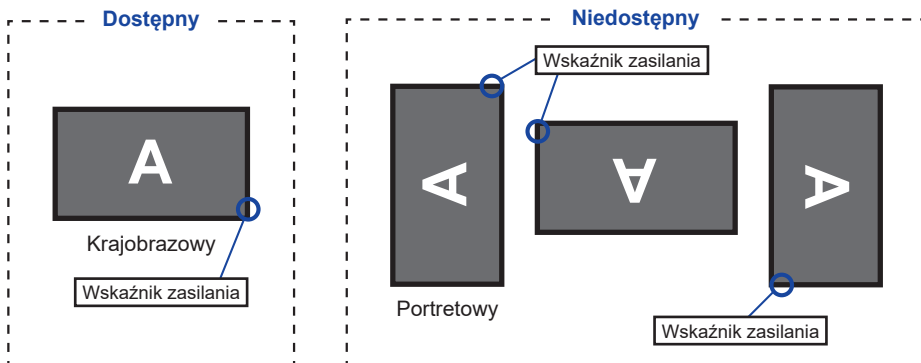 Dostępny
Niedostępny
Wskaźnik zasilania
A
A
A
A
Krajobrazowy
Wskaźnik zasilania
Portretowy
Wskaźnik zasilania